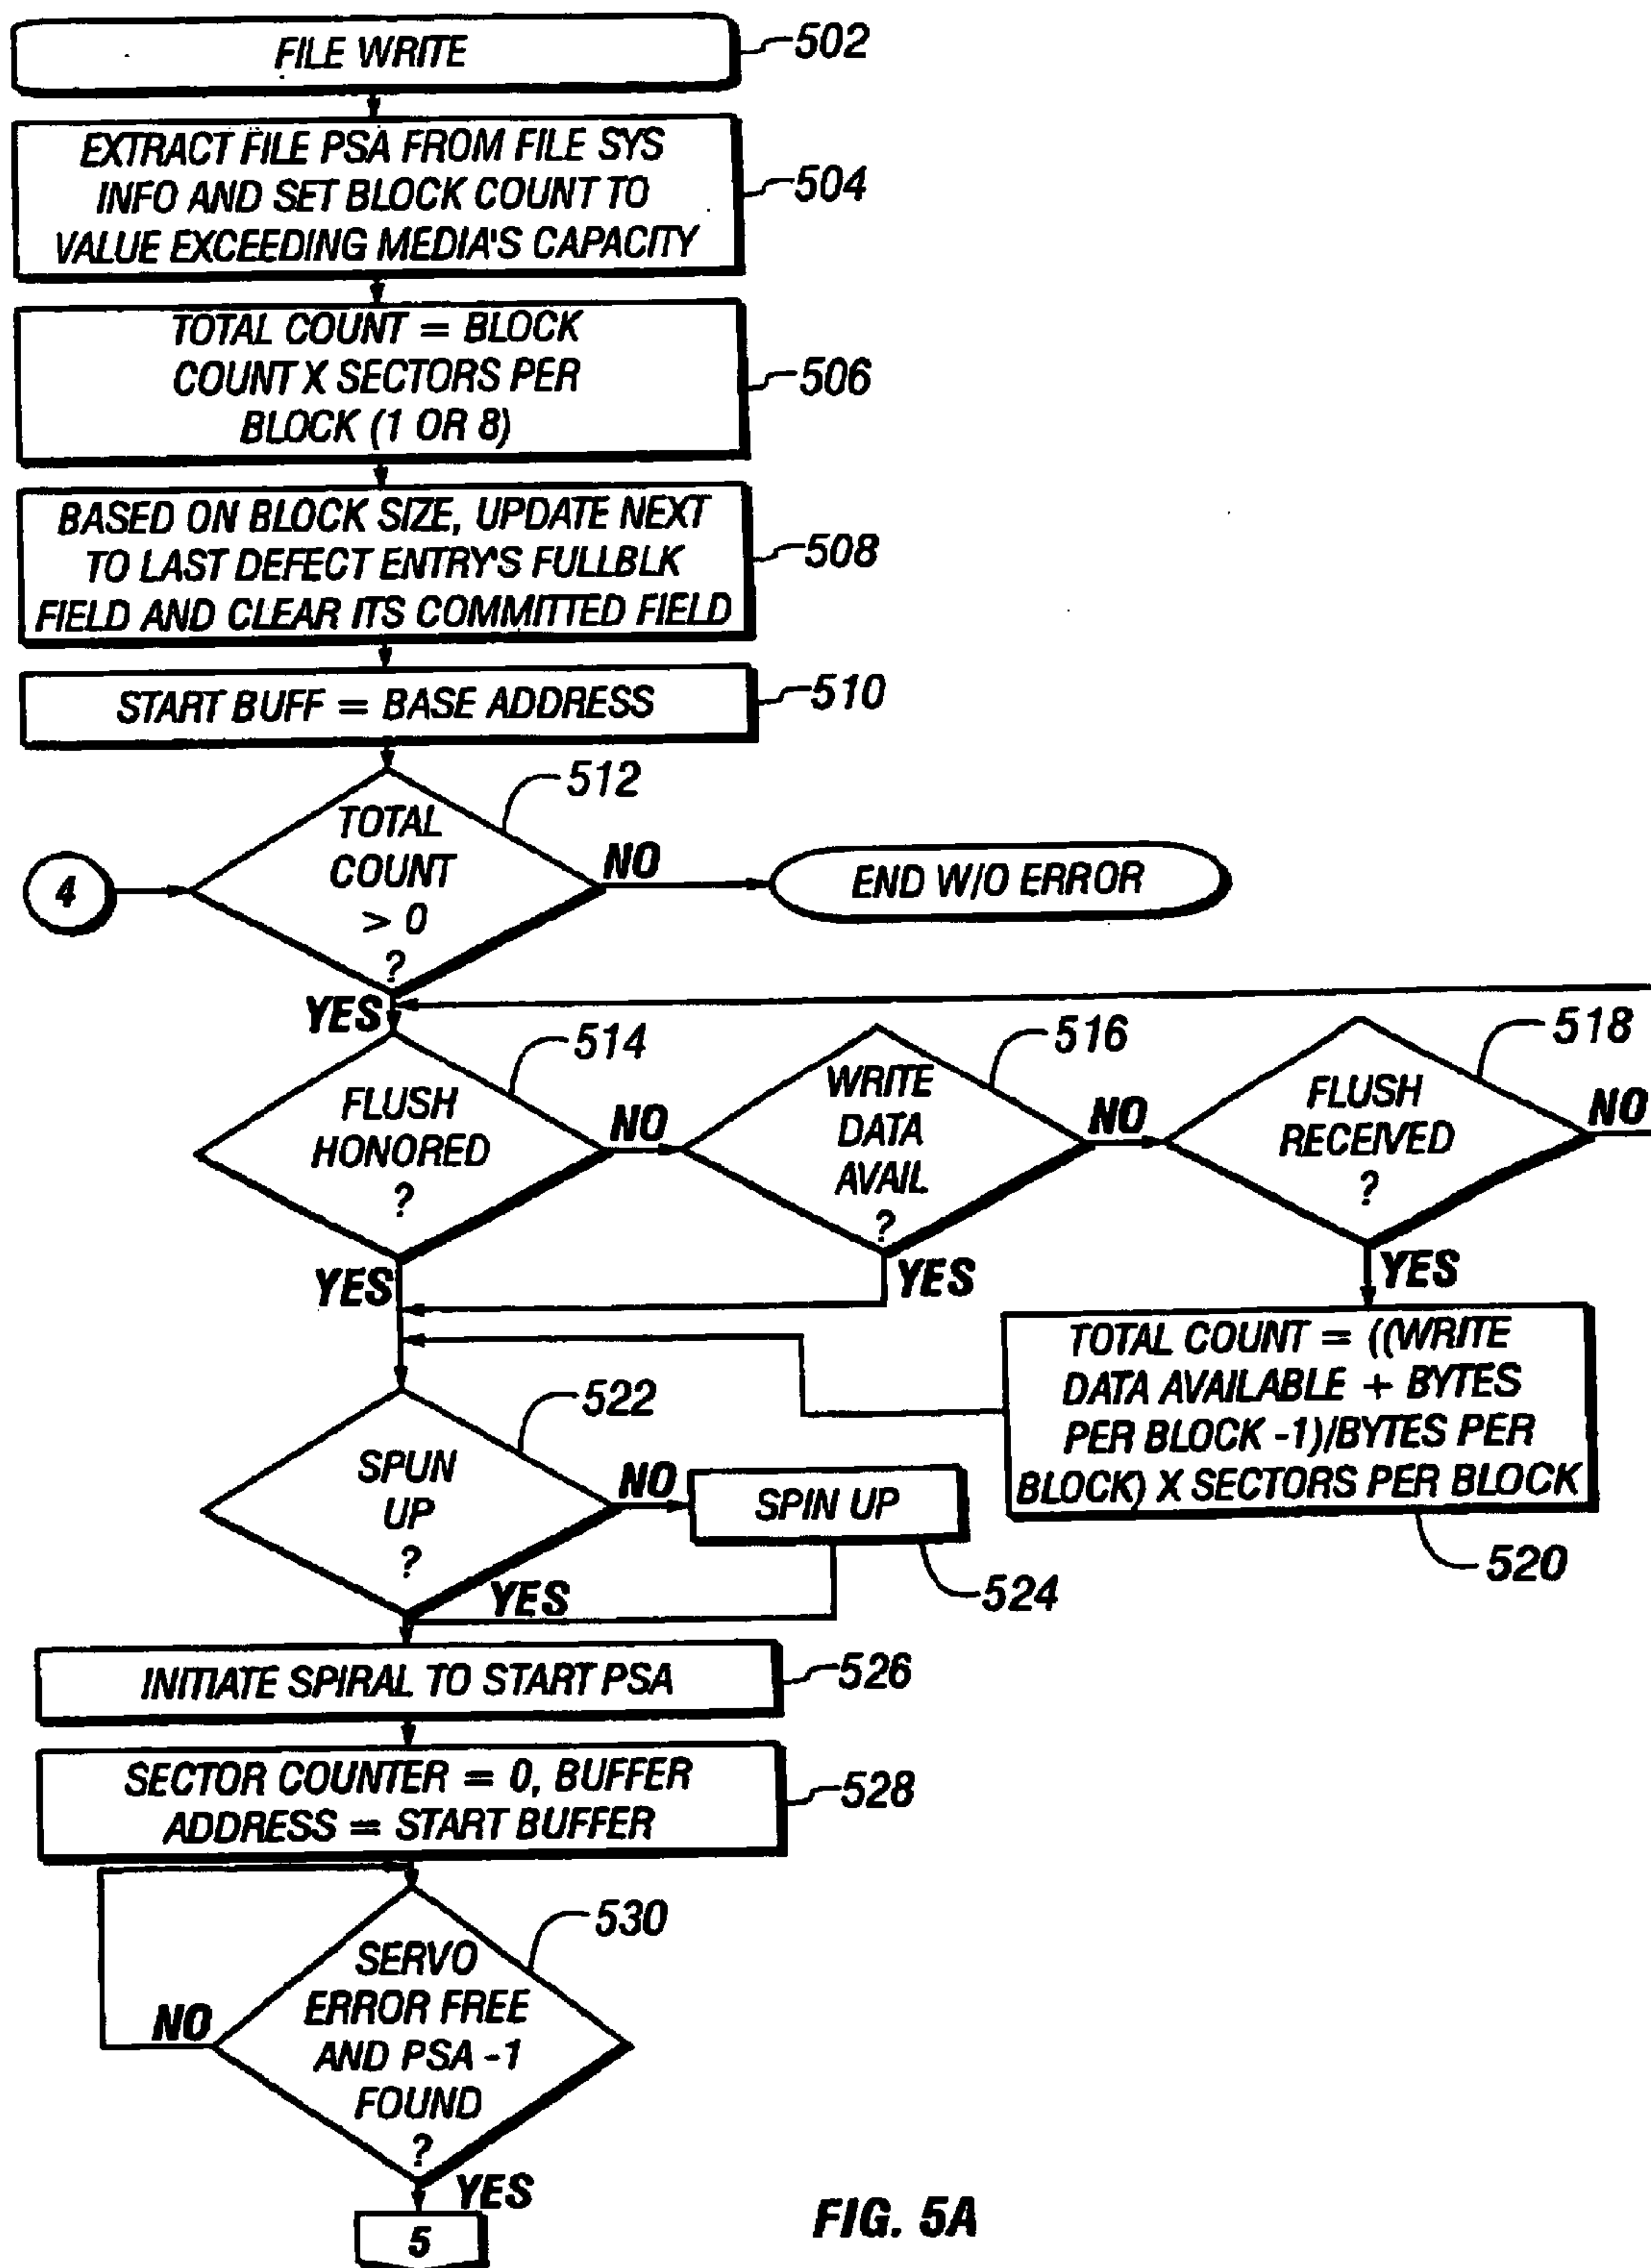 FILE WRITE
502
EXTRACT FILE PSA FROM FILE SYS
INFO AND SET BLOCK COUNT TO
VALUE EXCEEDING MEDIA'S CAPACITY
504
TOTAL COUNT = BLOCK
COUNT X SECTORS PER
BLOCK (1 OR 8)
506
BASED ON BLOCK SIZE, UPDATE NEXT
TO LAST DEFECT ENTRY'S FULLBLK
FIELD AND CLEAR ITS COMMITTED FIELD
508
START BUFF = BASE ADDRESS
510
4
TOTAL
COUNT
> 0
?
512
NO
END W/O ERROR
YES
FLUSH
HONORED
?
514
NO
WRITE
DATA
AVAIL
?
516
NO
FLUSH
RECEIVED
?
518
NO
YES
YES
YES
TOTAL COUNT = ((WRITE
DATA AVAILABLE + BYTES
PER BLOCK -1)/BYTES PER
BLOCK) X SECTORS PER BLOCK
520
SPUN
UP
?
522
NO
SPIN UP
524
YES
INITIATE SPIRAL TO START PSA
526
SECTOR COUNTER = 0, BUFFER
ADDRESS = START BUFFER
528
SERVO
ERROR FREE
AND PSA -1
FOUND
?
530
NO
YES
5
FIG. 5A